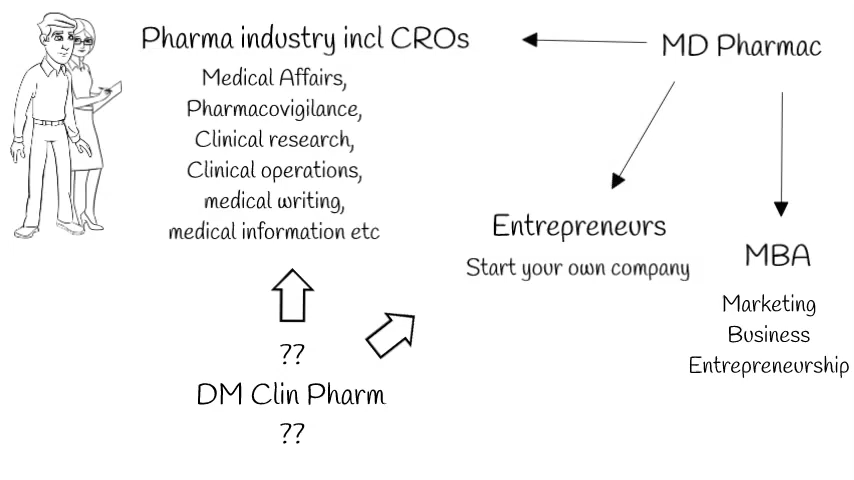 Pharma industry incl CROs
MD Pharmac
Medical Affairs,
Pharmacovigilance,
Clinical research,
Clinical operations,
medical writing,
medical information etc
Entrepreneurs
Start your own company
MBA
Marketing
Business
Entrepreneurship
??
DM Clin Pharm
??